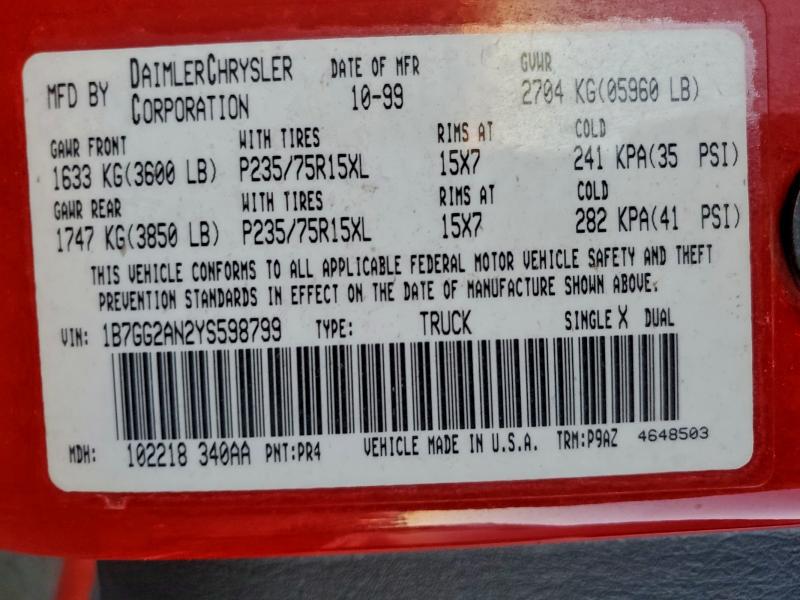 MFD BY DAIMLERCHRYSLER CORPORATION DATE OF MFR 10-99 GVWR 2704 KG(05960 LB)
GAWR FRONT WITH TIRES RIMS AT COLD
1633 KG(3600 LB) P235/75R15XL 15X7 241 KPA(35 PSI)
GAWR REAR WITH TIRES RIMS AT COLD
1747 KG(3850 LB) P235/75R15XL 15X7 282 KPA(41 PSI)
THIS VEHICLE CONFORMS TO ALL APPLICABLE FEDERAL MOTOR VEHICLE SAFETY AND THEFT
PREVENTION STANDARDS IN EFFECT ON THE DATE OF MANUFACTURE SHOWN ABOVE.
VIN: 1B7GG2AN2YS598799 TYPE: TRUCK SINGLE X DUAL
MDH: 102218 340AA PNT:PR4 VEHICLE MADE IN U.S.A. TRM:P9AZ 4648503